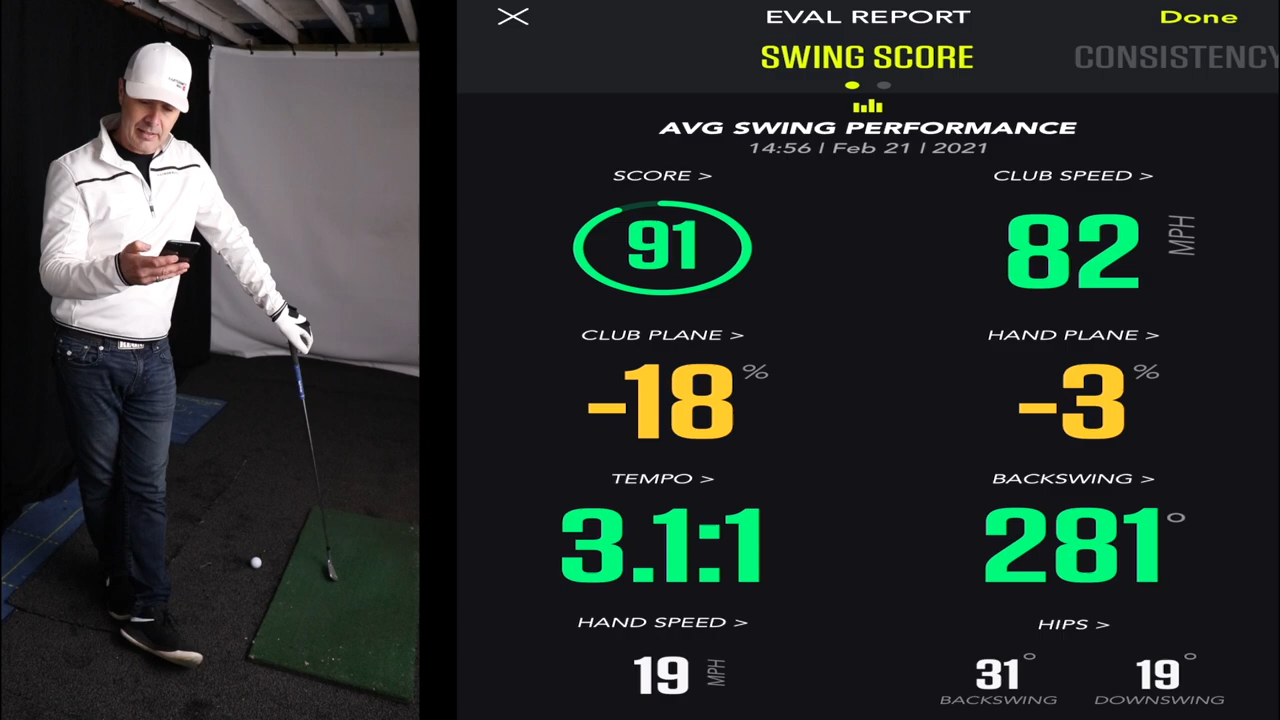 EVAL REPORT
Done
SWING SCORE
CONSISTENCY
AVG SWING PERFORMANCE
14:56 | Feb 21 | 2021
SCORE >
CLUB SPEED >
91
82 MPH
CLUB PLANE >
HAND PLANE >
-18%
-3%
TEMPO >
BACKSWING >
3.1:1
281°
HAND SPEED >
HIPS >
19 MPH
31° 19°
BACKSWING DOWNSWING